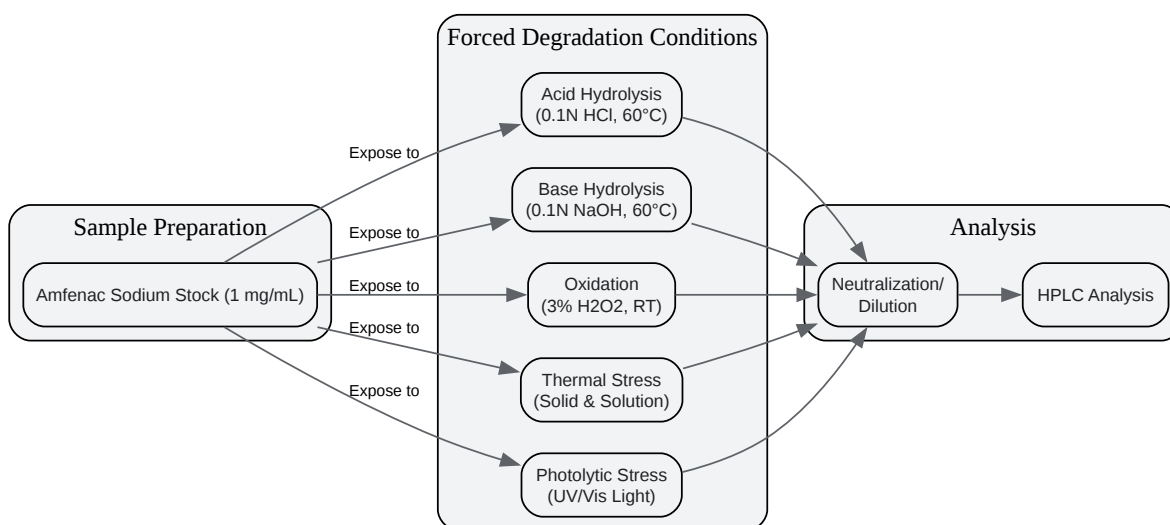 Sample Preparation
Amfenac Sodium Stock (1 mg/mL)
Expose to
Expose to
Expose to
Expose to
Expose to
Forced Degradation Conditions
Acid Hydrolysis
(0.1N HCl, 60°C)
Base Hydrolysis
(0.1N NaOH, 60°C)
Oxidation
(3% H2O2, RT)
Thermal Stress
(Solid & Solution)
Photolytic Stress
(UV/Vis Light)
Analysis
Neutralization/
Dilution
HPLC Analysis